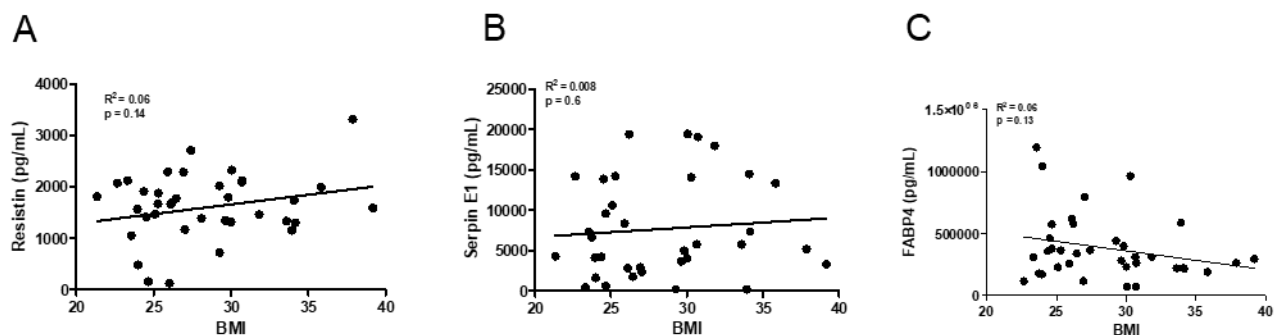 A
R² = 0.06
p = 0.14
Resistin (pg/mL)
4000
3000
2000
1000
0
20 25 30 35 40
BMI
B
R² = 0.008
p = 0.6
Serpin E1 (pg/mL)
25000
20000
15000
10000
5000
0
20 25 30 35 40
BMI
C
R² = 0.06
p = 0.13
FABP4 (pg/mL)
1.5×10⁰⁶
1000000
500000
0
20 25 30 35 40
BMI